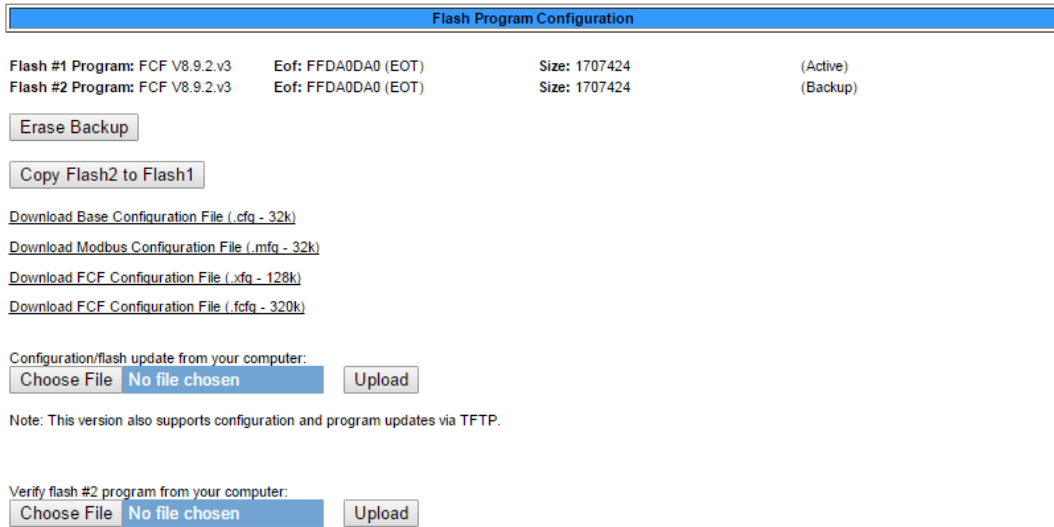 Flash Program Configuration
Flash #1 Program: FCF V8.9.2.v3 Eof: FFDA0DA0 (EOT) Size: 1707424 (Active)
Flash #2 Program: FCF V8.9.2.v3 Eof: FFDA0DA0 (EOT) Size: 1707424 (Backup)
Erase Backup
Copy Flash2 to Flash1
Download Base Configuration File (.cfg - 32k)
Download Modbus Configuration File (.mfg - 32k)
Download FCF Configuration File (.xfg - 128k)
Download FCF Configuration File (.fcfg - 320k)
Configuration/flash update from your computer:
Choose File No file chosen Upload
Note: This version also supports configuration and program updates via TFTP.
Verify flash #2 program from your computer:
Choose File No file chosen Upload